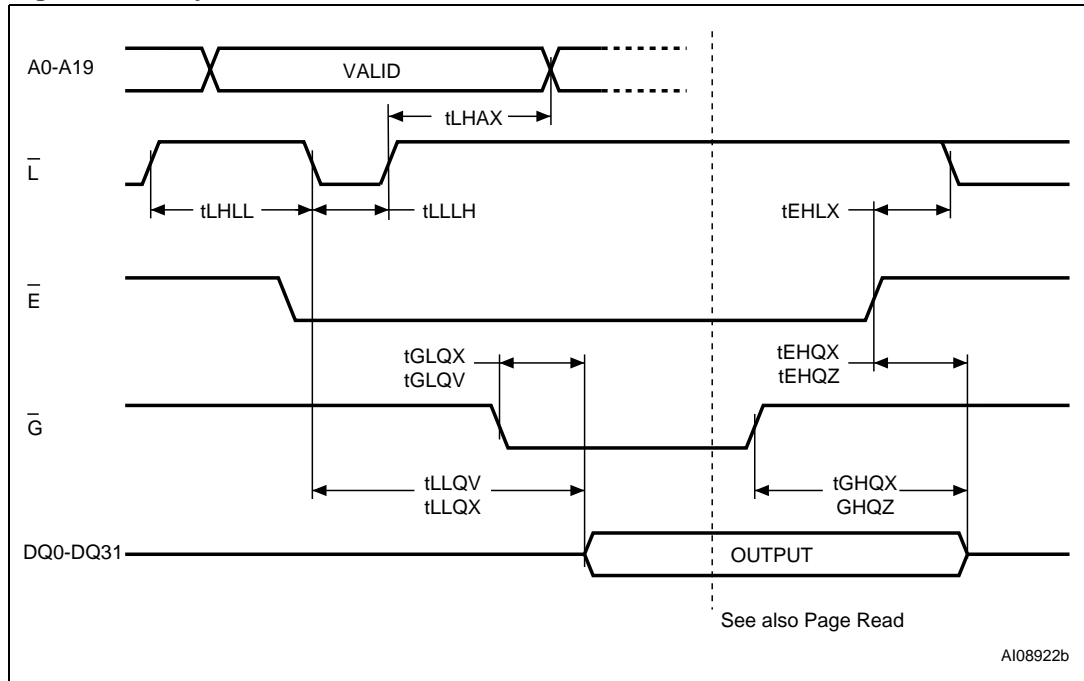 A0-A19
VALID
tLHAX
L
tLHLL
tLLLH
tEHLX
E
tGLQX
tGLQV
tEHQX
tEHQZ
G
tLLQV
tLLQX
tGHQX
GHQZ
DQ0-DQ31
OUTPUT
See also Page Read
AI08922b